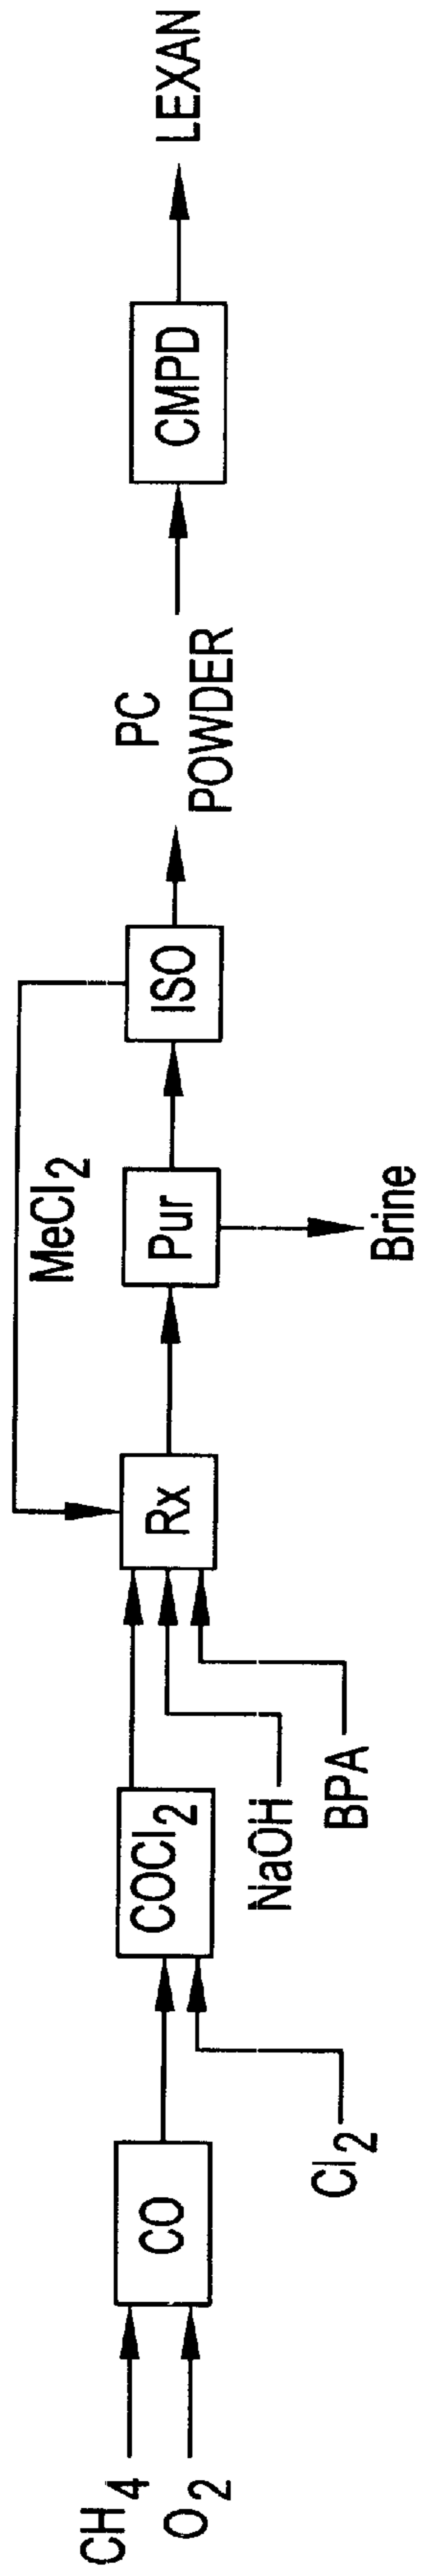 CH4
O2
CO
Cl2
COCl2
NaOH
BPA
Rx
MeCl2
Pur
Brine
ISO
PC
POWDER
CMPD
LEXAN